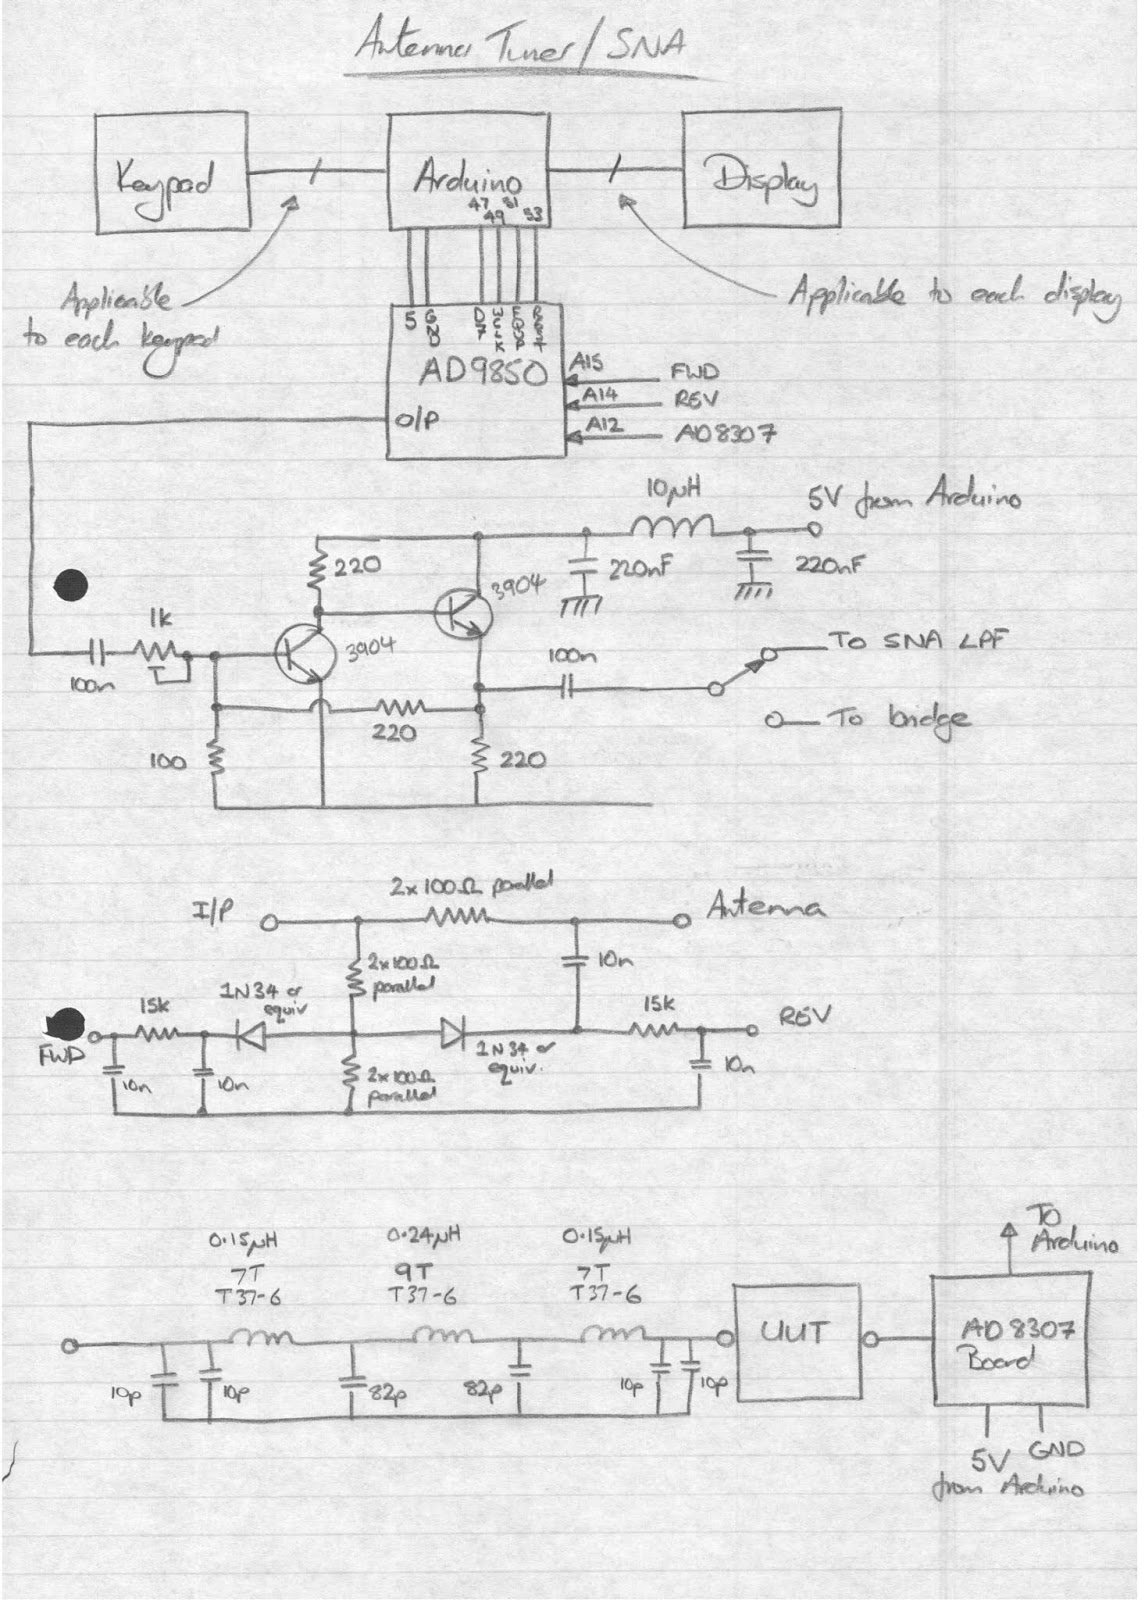 Antenna Tuner/SNA
Keypad
Arduino
47 51
49 53
Display
Applicable
to each keypad
Applicable to each display
5
GND
D7
WCLK
FQUP
REST
AD9850
O/P
A15
FWD
A14
REV
A12
AD8307
10μH
5V from Arduino
220
3904
220nF
220nF
1k
3904
100n
100n
To SNA LPF
220
To bridge
100
220
2x100Ω parallel
I/P
Antenna
2x100Ω
parallel
10n
1N34 or
equiv
15k
15k
REV
FWD
1N34 or
equiv.
10n
10n
2x100Ω
parallel
10n
0.15μH
7T
T37-6
0.24μH
9T
T37-6
0.15μH
7T
T37-6
To
Arduino
UUT
AD8307
Board
10p
10p
82p
82p
10p
10p
5V
GND
from Arduino